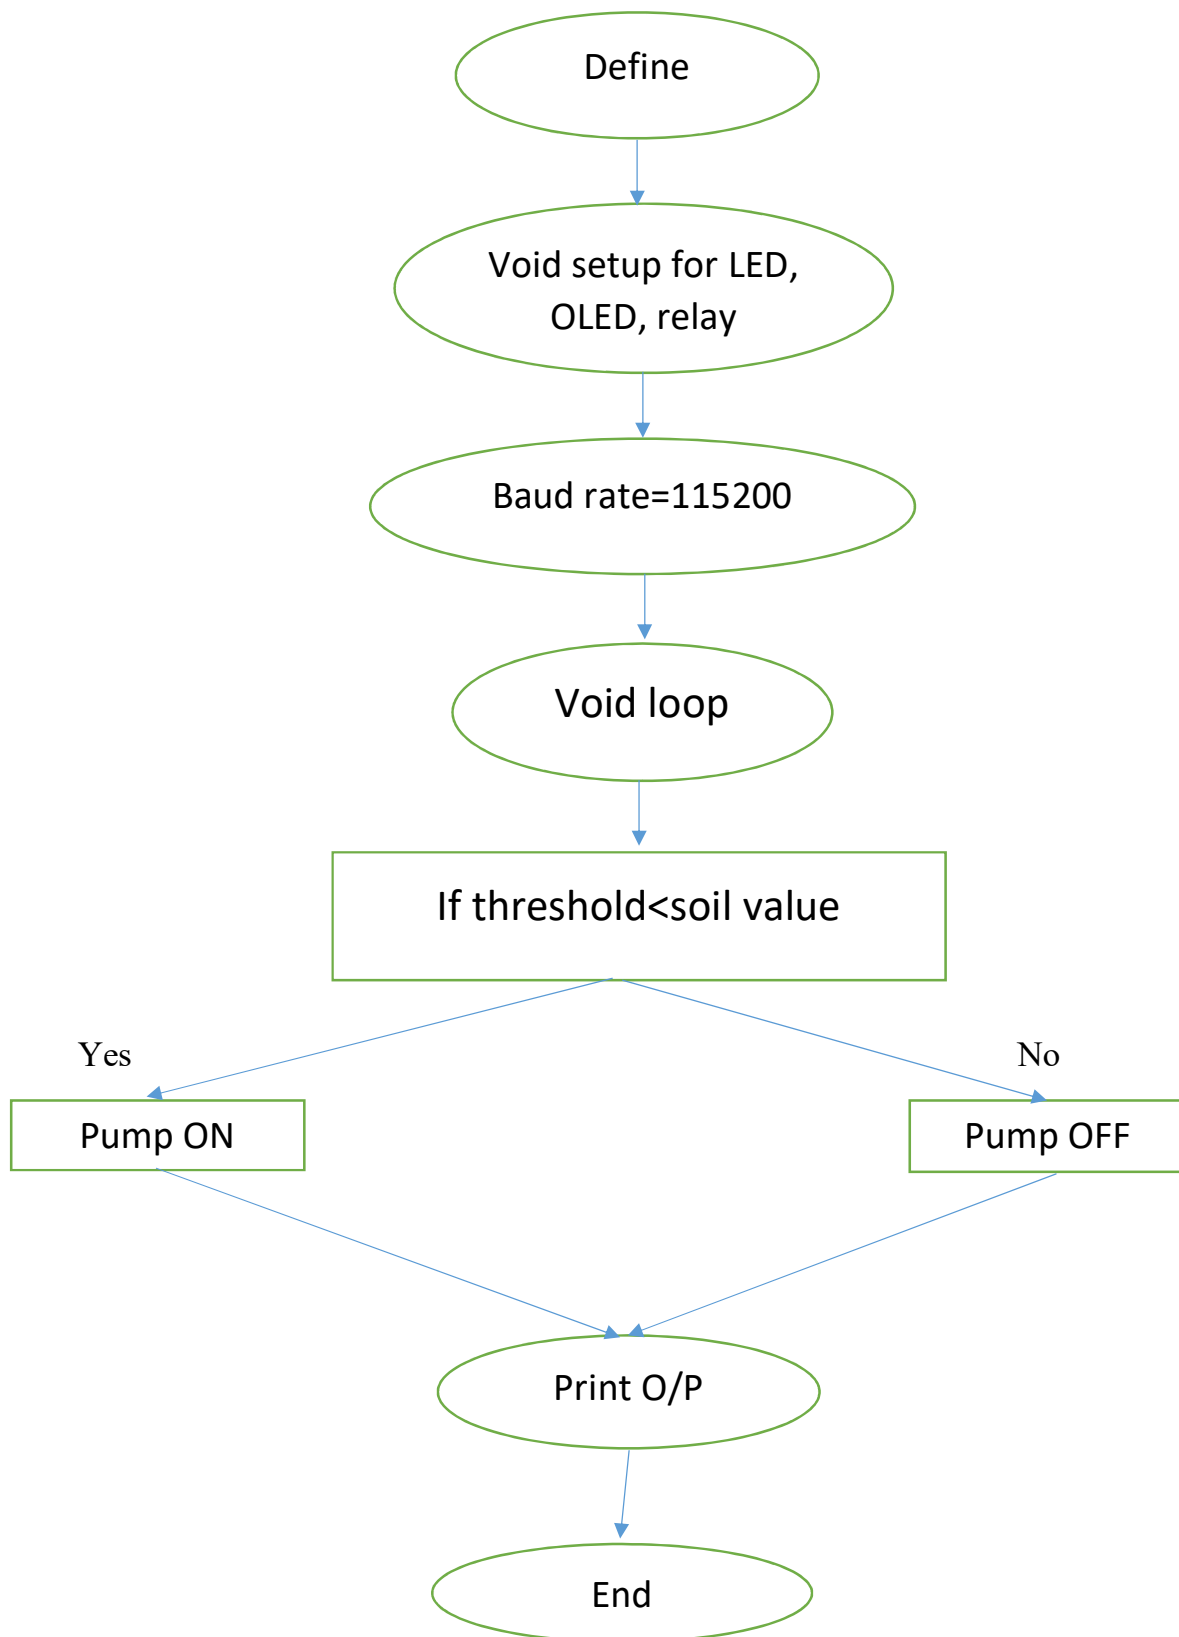 Define
Void setup for LED,
OLED, relay
Baud rate=115200
Void loop
If threshold<soil value
Yes
No
Pump ON
Pump OFF
Print O/P
End